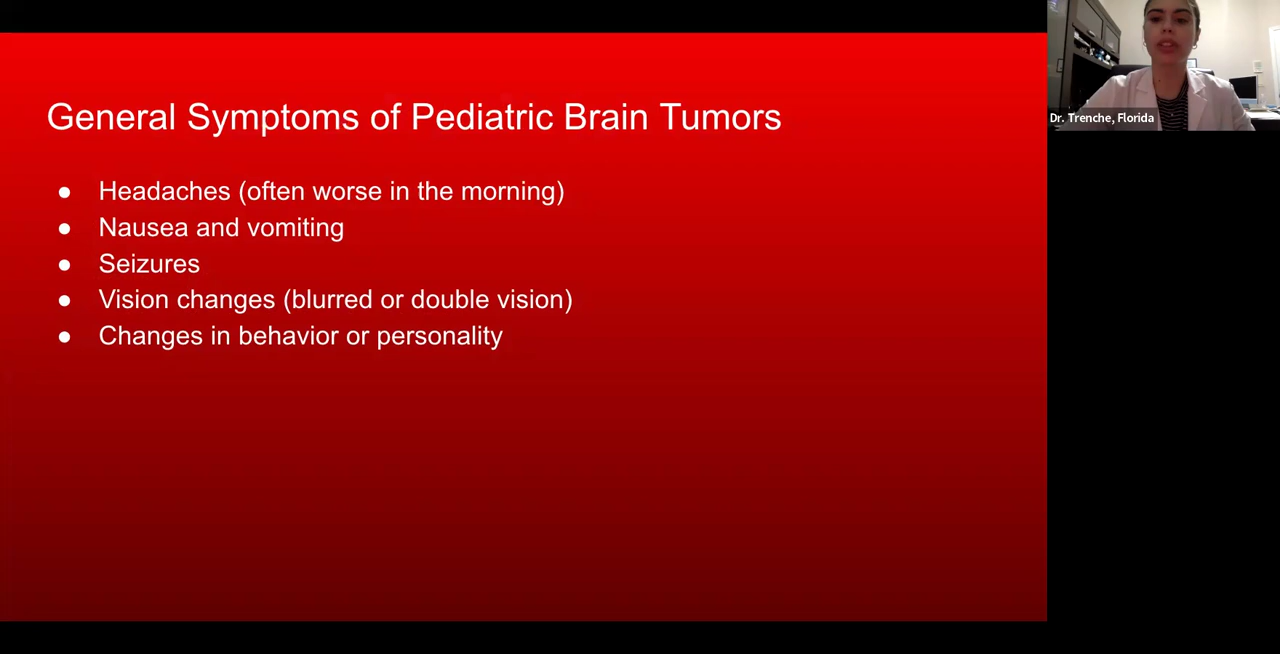 General Symptoms of Pediatric Brain Tumors
● Headaches (often worse in the morning)
● Nausea and vomiting
● Seizures
● Vision changes (blurred or double vision)
● Changes in behavior or personality
Dr. Trenche, Florida